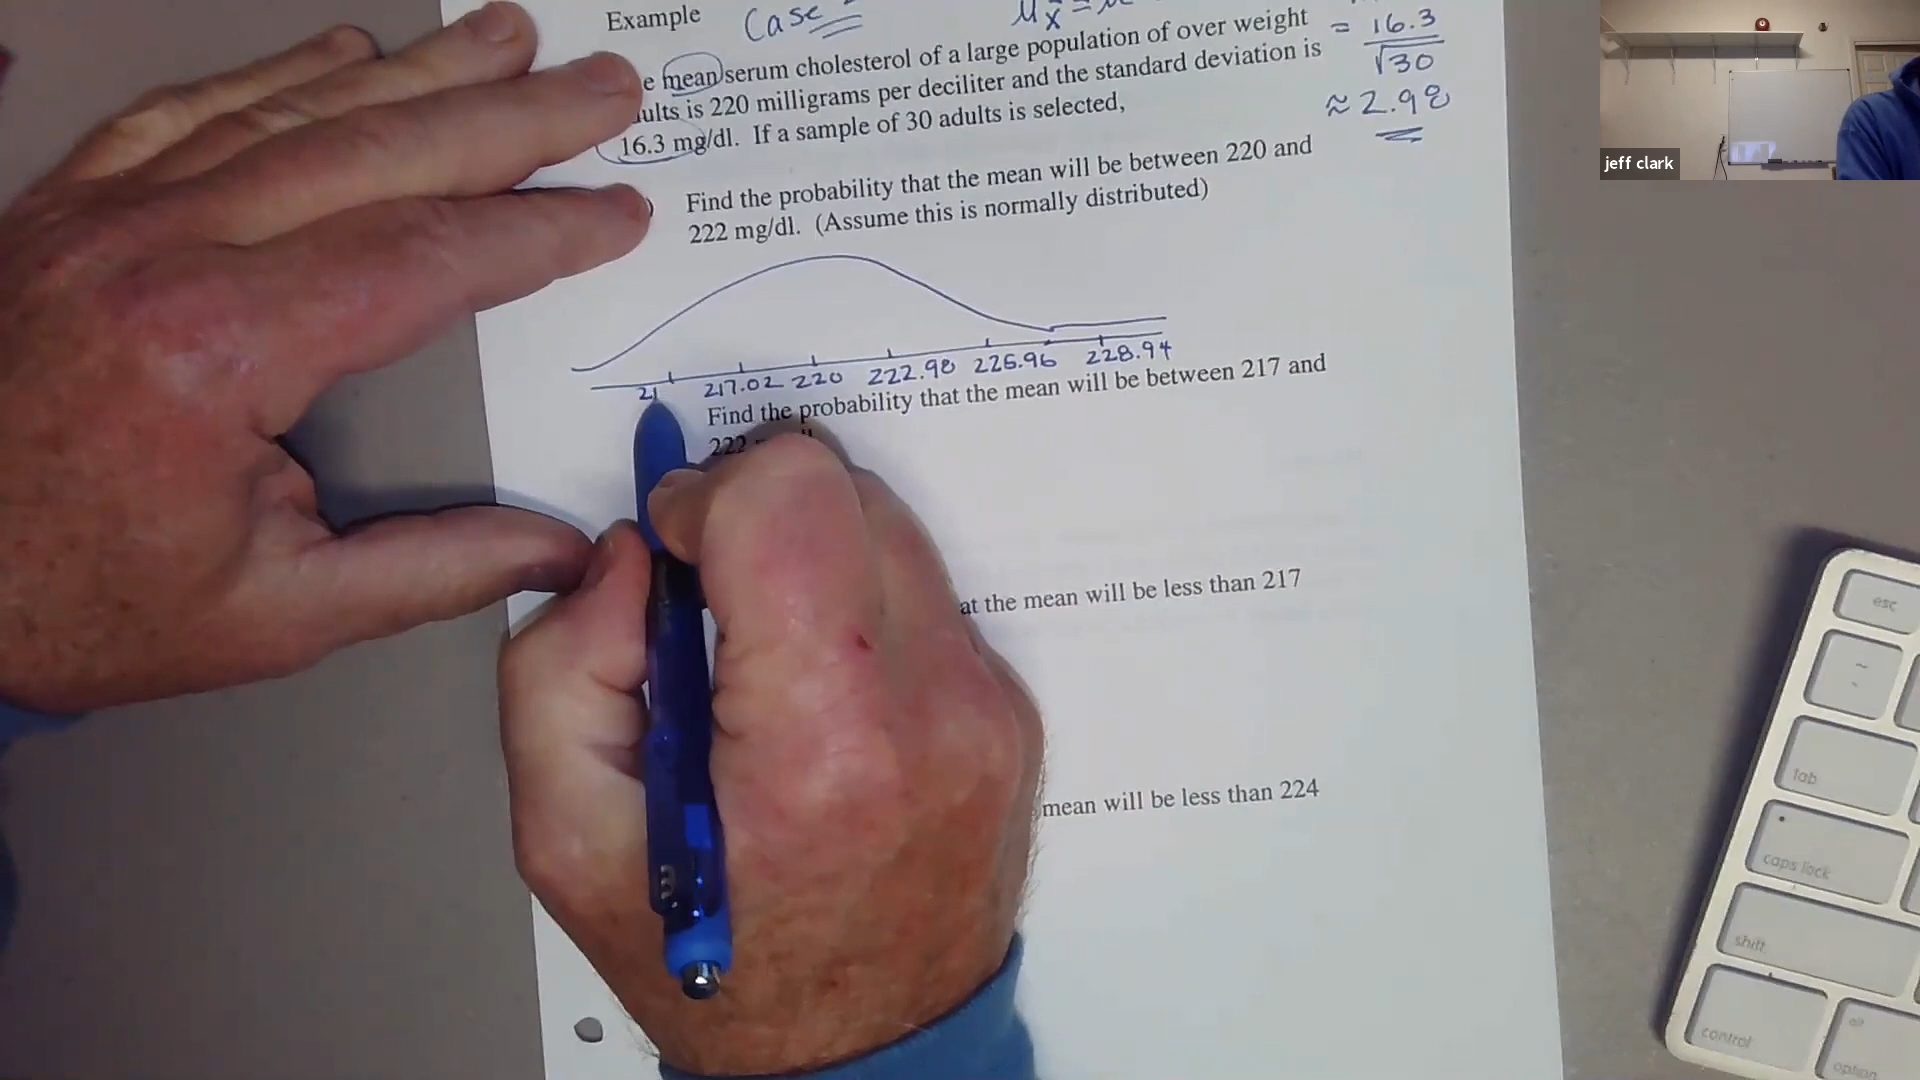 Example Case
mean serum cholesterol of a large population of over weight
is 220 milligrams per deciliter and the standard deviation is
16.3 mg/dl. If a sample of 30 adults is selected,
= 16.3
√30
≈ 2.98
Find the probability that the mean will be between 220 and
222 mg/dl. (Assume this is normally distributed)
21 217.02 220 222.98 225.96 228.94
Find the probability that the mean will be between 217 and
222
the mean will be less than 217
mean will be less than 224
jeff clark
esc
~
tab
caps lock
shift
control
alt
option